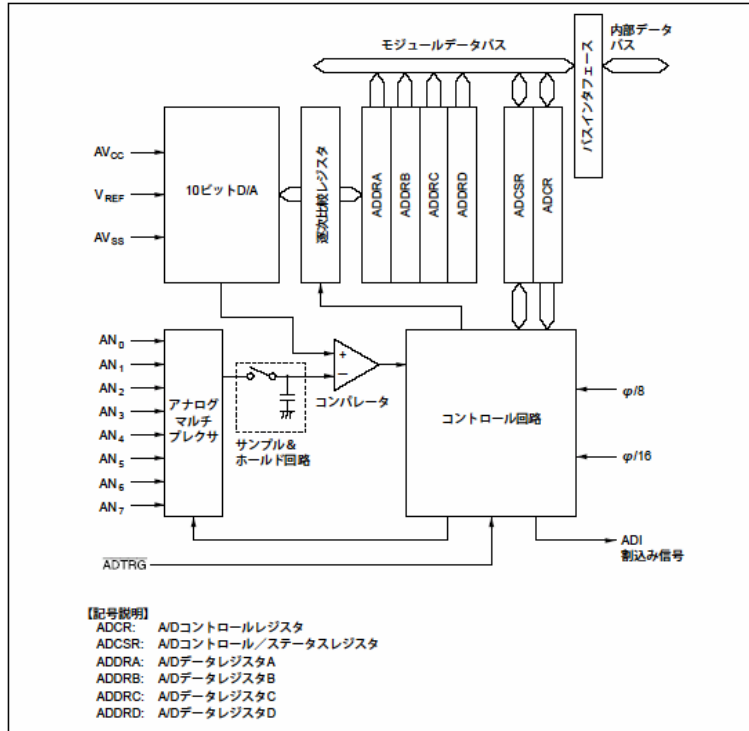 モジュールデータバス
内部データ
バス
バスインタフェース
AVCC
VREF
AVSS
10ビットD/A
逐次比較レジスタ
ADDRA
ADDRB
ADDRC
ADDRD
ADCSR
ADCR
AN0
AN1
AN2
AN3
AN4
AN5
AN6
AN7
アナログ
マルチ
プレクサ
+
−
コンパレータ
サンプル&
ホールド回路
コントロール回路
φ/8
φ/16
ADTRG
ADI
割込み信号
【記号説明】
ADCR: A/Dコントロールレジスタ
ADCSR: A/Dコントロール/ステータスレジスタ
ADDRA: A/DデータレジスタA
ADDRB: A/DデータレジスタB
ADDRC: A/DデータレジスタC
ADDRD: A/DデータレジスタD